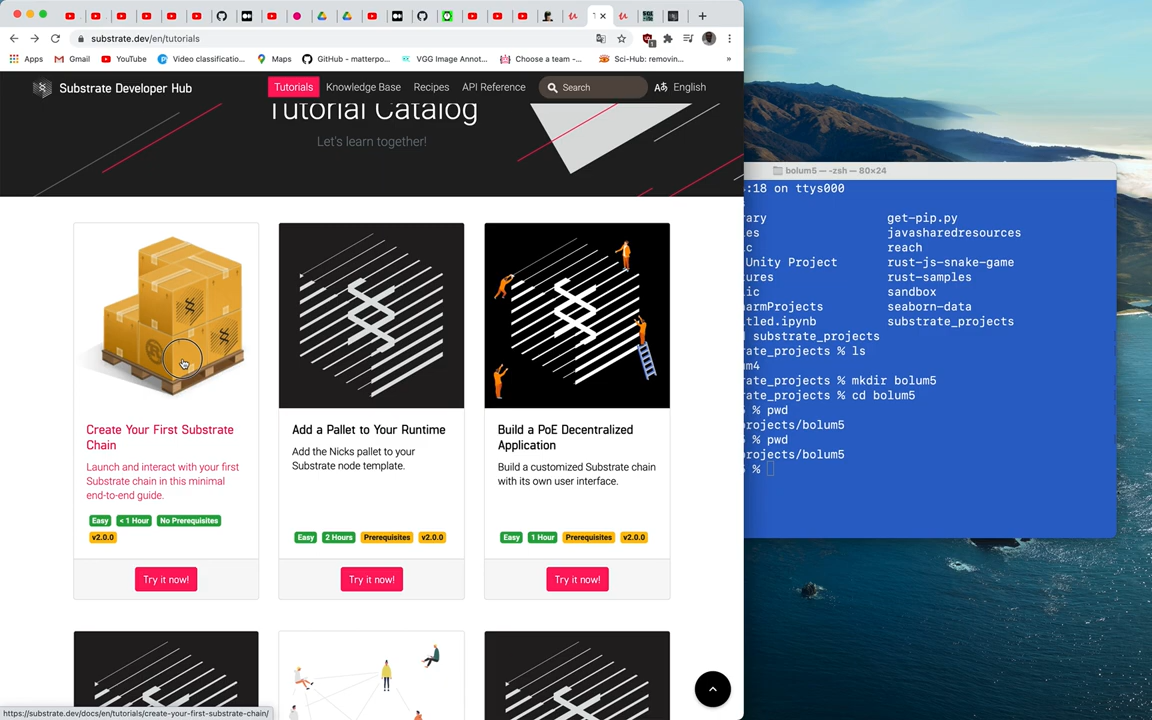 substrate.dev/en/tutorials
Apps
Gmail
YouTube
Video classificatio...
Maps
GitHub - matterpo...
VGG Image Annot...
Choose a team -...
Sci-Hub: removin...
»
Substrate Developer Hub
Tutorials
Knowledge Base
Recipes
API Reference
Search
English
Tutorial Catalog
Let's learn together!
Create Your First Substrate
Chain
Launch and interact with your first
Substrate chain in this minimal
end-to-end guide.
Easy
< 1 Hour
No Prerequisites
v2.0.0
Try it now!
Add a Pallet to Your Runtime
Add the Nicks pallet to your
Substrate node template.
Easy
2 Hours
Prerequisites
v2.0.0
Try it now!
Build a PoE Decentralized
Application
Build a customized Substrate chain
with its own user interface.
Easy
1 Hour
Prerequisites
v2.0.0
Try it now!
https://substrate.dev/docs/en/tutorials/create-your-first-substrate-chain/
bolum5 — -zsh — 80×24
:18 on ttys000
ary get-pip.py
es javasharedresources
c reach
Unity Project rust-js-snake-game
ures rust-samples
ic sandbox
armProjects seaborn-data
tled.ipynb substrate_projects
d substrate_projects
rate_projects % ls
um4
rate_projects % mkdir bolum5
rate_projects % cd bolum5
% pwd
projects/bolum5
% pwd
projects/bolum5
%